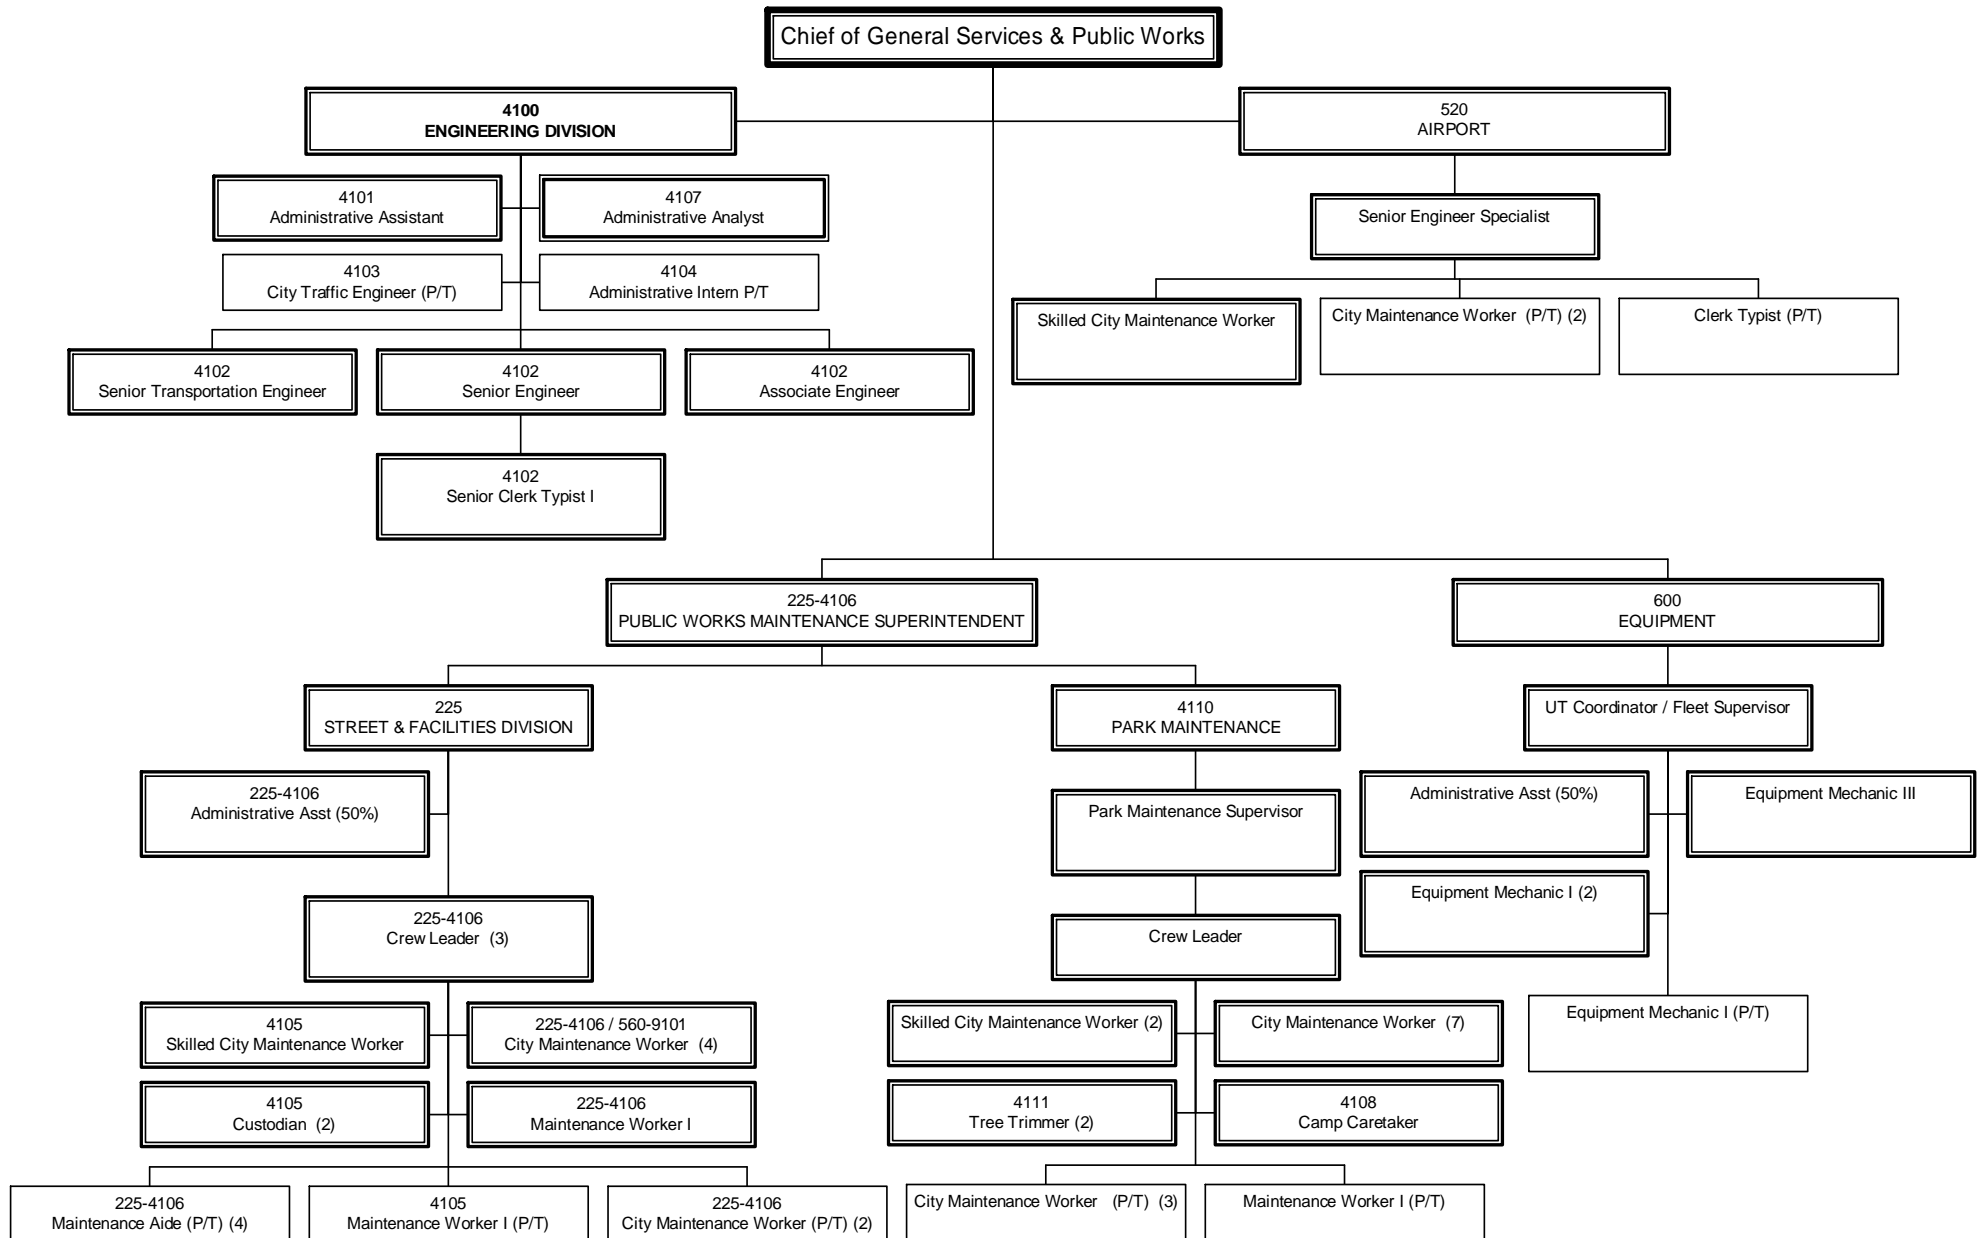 Chief of General Services & Public Works
4100
ENGINEERING DIVISION
520
AIRPORT
4101
Administrative Assistant
4107
Administrative Analyst
Senior Engineer Specialist
4103
City Traffic Engineer (P/T)
4104
Administrative Intern P/T
Skilled City Maintenance Worker
City Maintenance Worker (P/T) (2)
Clerk Typist (P/T)
4102
Senior Transportation Engineer
4102
Senior Engineer
4102
Associate Engineer
4102
Senior Clerk Typist I
225-4106
PUBLIC WORKS MAINTENANCE SUPERINTENDENT
600
EQUIPMENT
225
STREET & FACILITIES DIVISION
4110
PARK MAINTENANCE
UT Coordinator / Fleet Supervisor
225-4106
Administrative Asst (50%)
Park Maintenance Supervisor
Administrative Asst (50%)
Equipment Mechanic III
Equipment Mechanic I (2)
225-4106
Crew Leader (3)
Crew Leader
Equipment Mechanic I (P/T)
4105
Skilled City Maintenance Worker
225-4106 / 560-9101
City Maintenance Worker (4)
Skilled City Maintenance Worker (2)
City Maintenance Worker (7)
4105
Custodian (2)
225-4106
Maintenance Worker I
4111
Tree Trimmer (2)
4108
Camp Caretaker
225-4106
Maintenance Aide (P/T) (4)
4105
Maintenance Worker I (P/T)
225-4106
City Maintenance Worker (P/T) (2)
City Maintenance Worker (P/T) (3)
Maintenance Worker I (P/T)